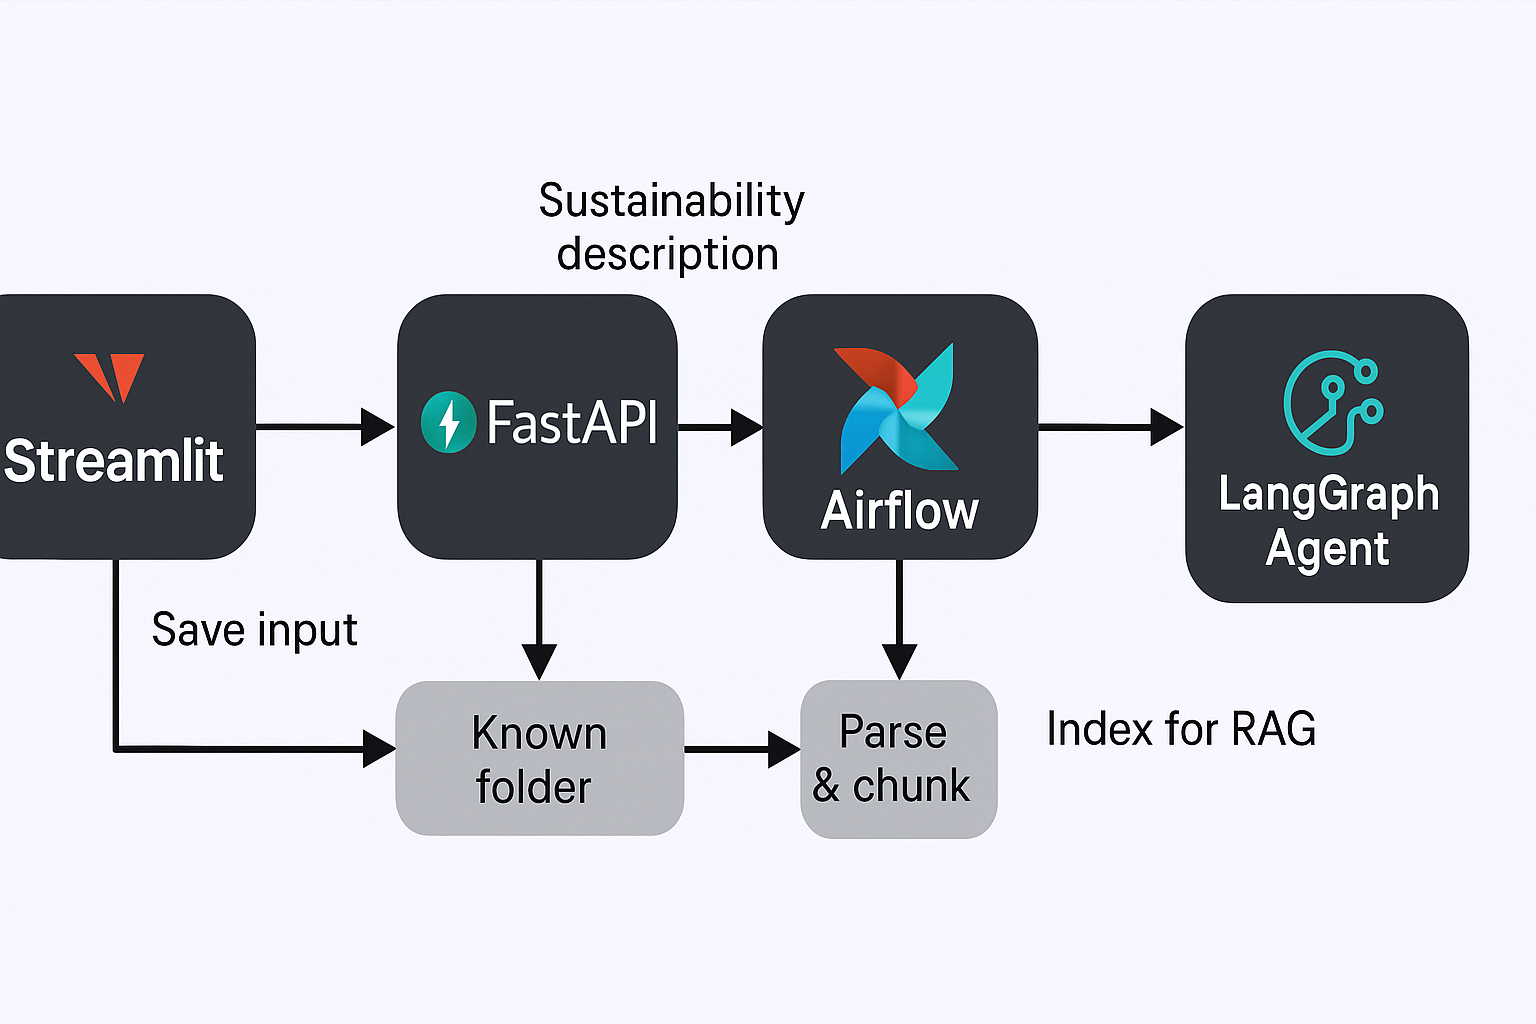 Sustainability
description
Streamlit
FastAPI
Airflow
LangGraph
Agent
Save input
Known
folder
Parse
& chunk
Index for RAG